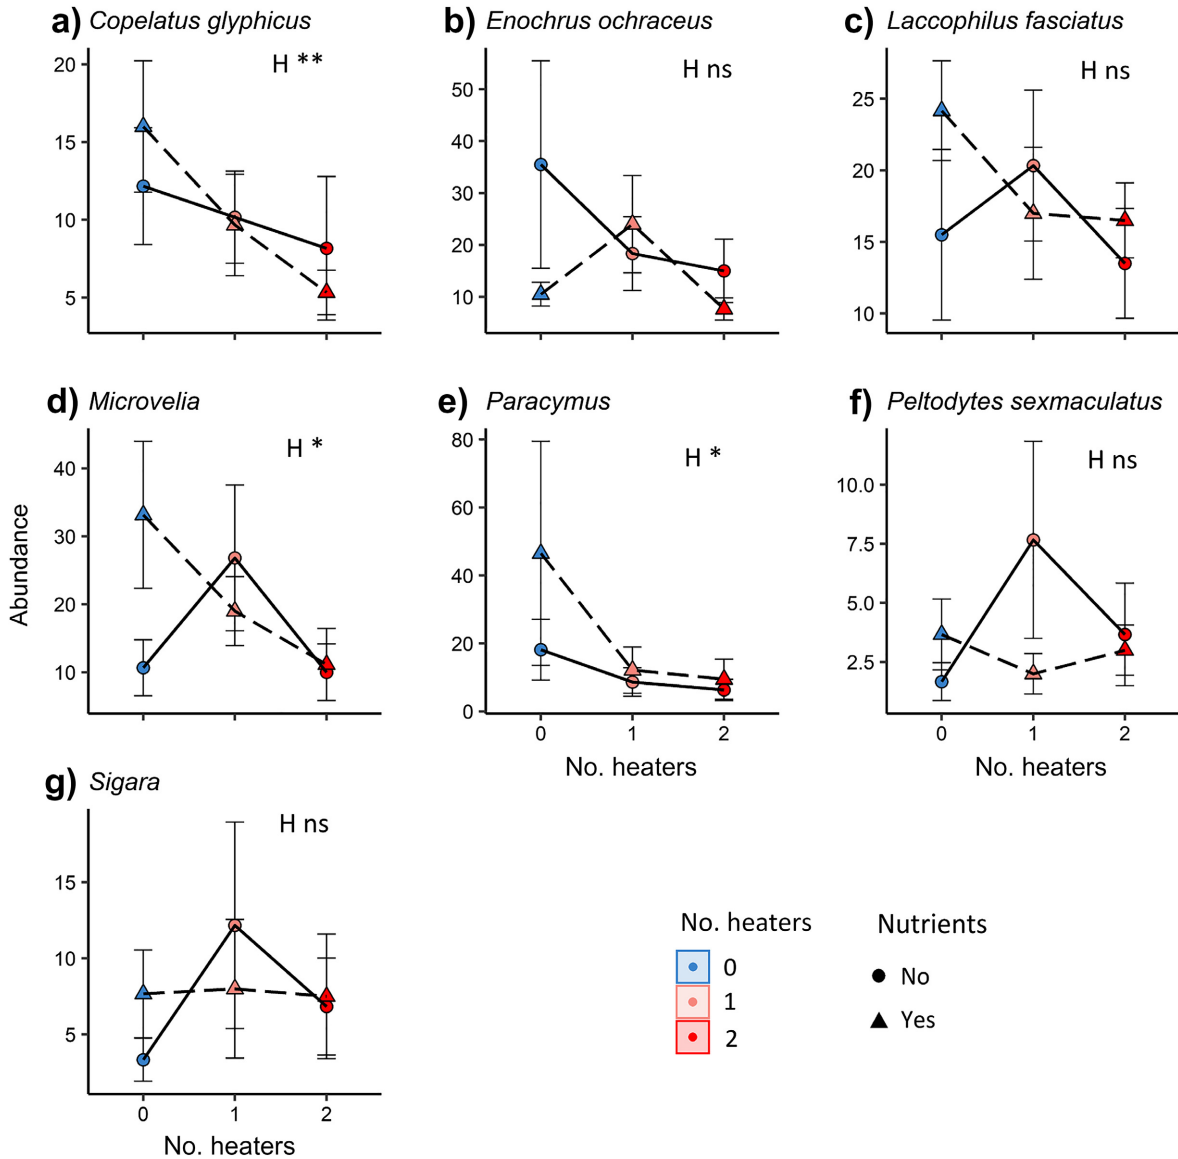 a) Copelatus glyphicus
H **
20
15
10
5
b) Enochrus ochraceus
H ns
50
40
30
20
10
c) Laccophilus fasciatus
H ns
25
20
15
10
Abundance
d) Microvelia
H *
40
30
20
10
e) Paracymus
H *
80
60
40
20
0
0 1 2
No. heaters
f) Peltodytes sexmaculatus
H ns
10.0
7.5
5.0
2.5
0 1 2
No. heaters
g) Sigara
H ns
15
10
5
0 1 2
No. heaters
No. heaters
0
1
2
Nutrients
No
Yes